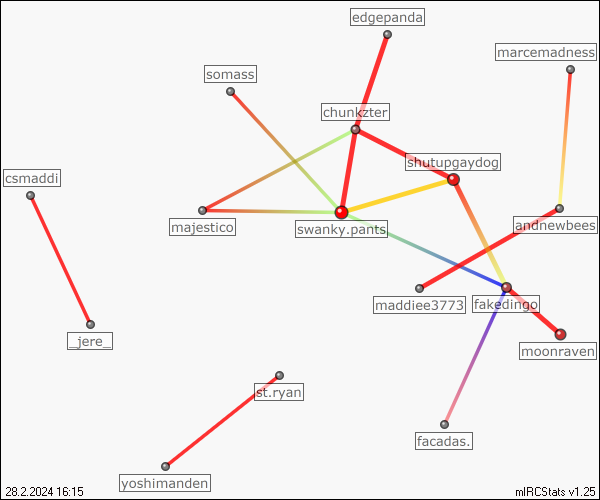 edgepanda
marcemadness
somass
chunkzter
shutupgaydog
csmaddi
majestico
swanky.pants
andnewbees
maddiee3773
fakedingo
_jere_
moonraven
st.ryan
facadas.
yoshimanden
28.2.2024 16:15
mIRCStats v1.25